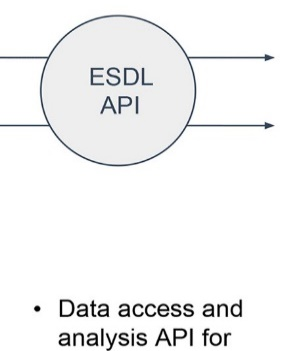 ESDL
API
• Data access and
analysis API for